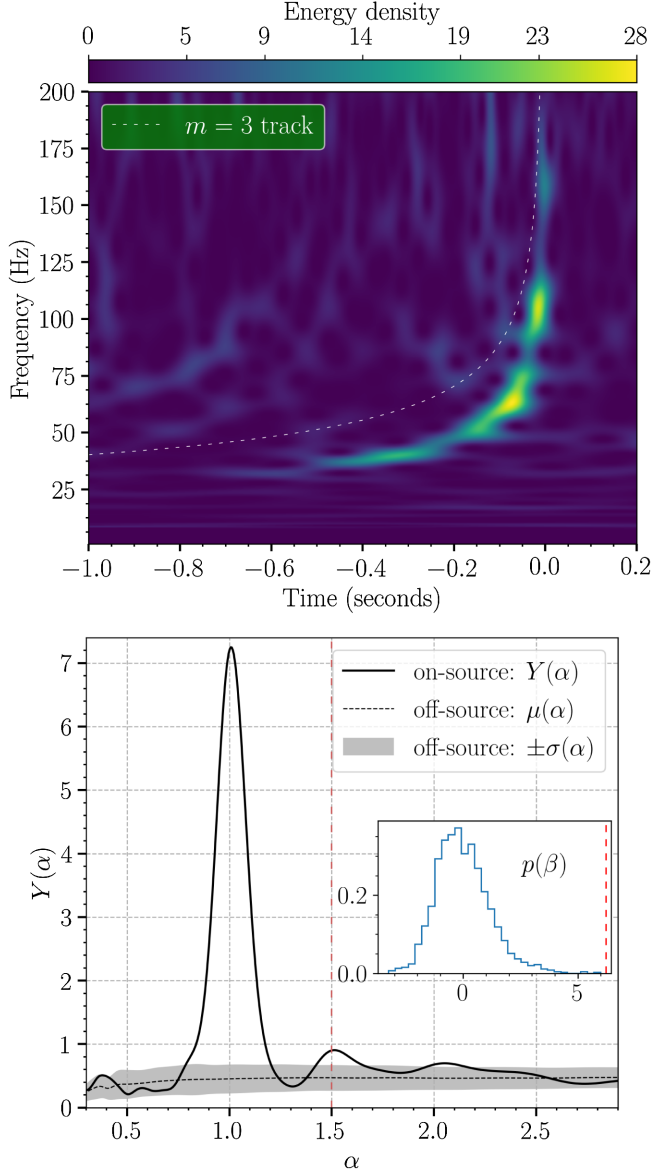 Energy density
0 5 9 14 19 23 28
m = 3 track
200
175
150
125
100
75
50
25
Frequency (Hz)
−1.0 −0.8 −0.6 −0.4 −0.2 0.0 0.2
Time (seconds)
7
6
5
4
3
2
1
0
Y(α)
on-source: Y(α)
off-source: μ(α)
off-source: ±σ(α)
p(β)
0.2
0.0
0 5
0.5 1.0 1.5 2.0 2.5
α